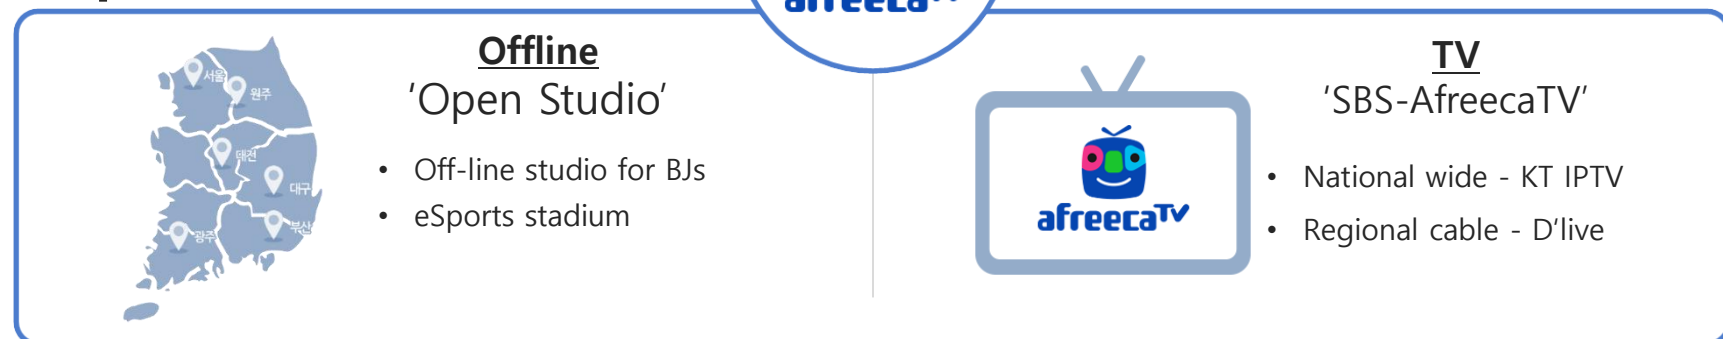 afreecaTV
Offline
'Open Studio'
• Off-line studio for BJs
• eSports stadium
서울
원주
대전
대구
부산
광주
TV
'SBS-AfreecaTV'
• National wide - KT IPTV
• Regional cable - D'live
afreecaTV